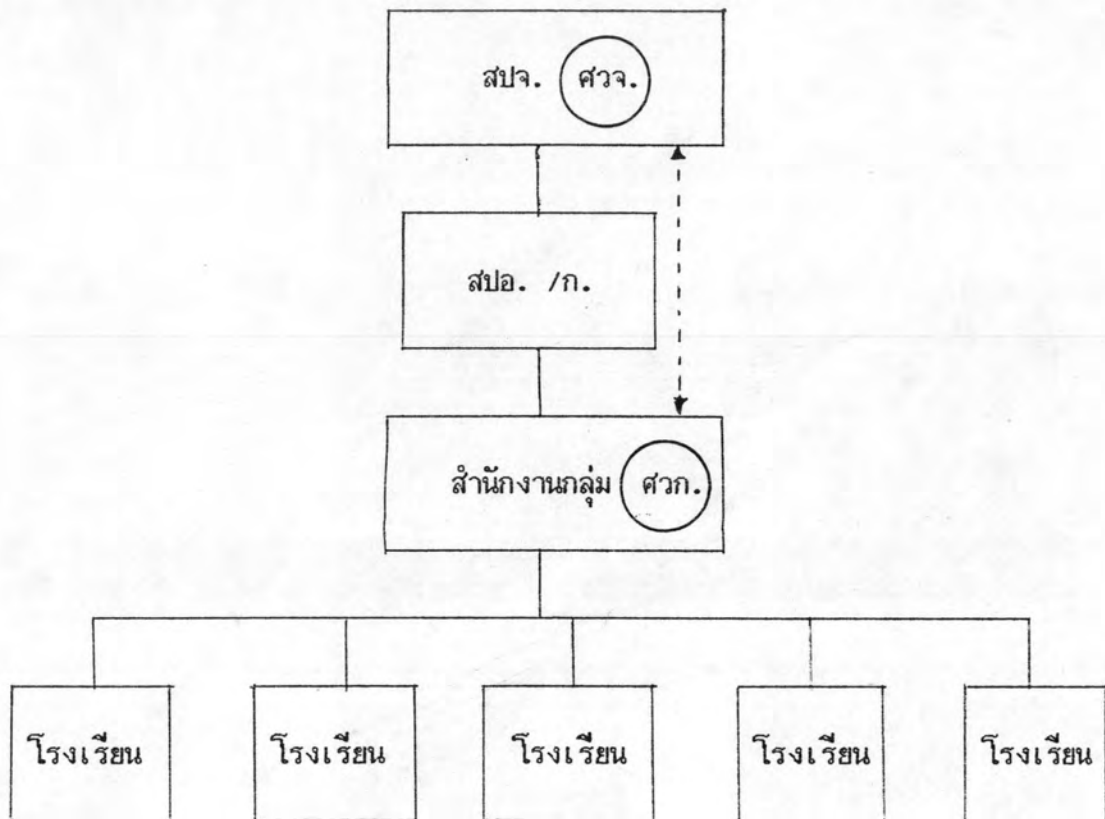 สปจ. ศวจ.
สปอ. /ก.
สำนักงานกลุ่ม ศวก.
โรงเรียน โรงเรียน โรงเรียน โรงเรียน โรงเรียน